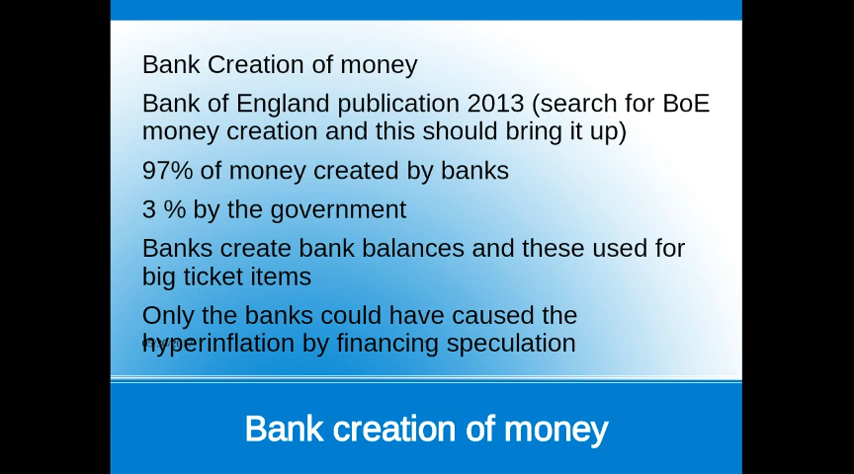 Bank Creation of money
Bank of England publication 2013 (search for BoE
money creation and this should bring it up)
97% of money created by banks
3 % by the government
Banks create bank balances and these used for
big ticket items
Only the banks could have caused the
hyperinflation by financing speculation
Bank creation of money